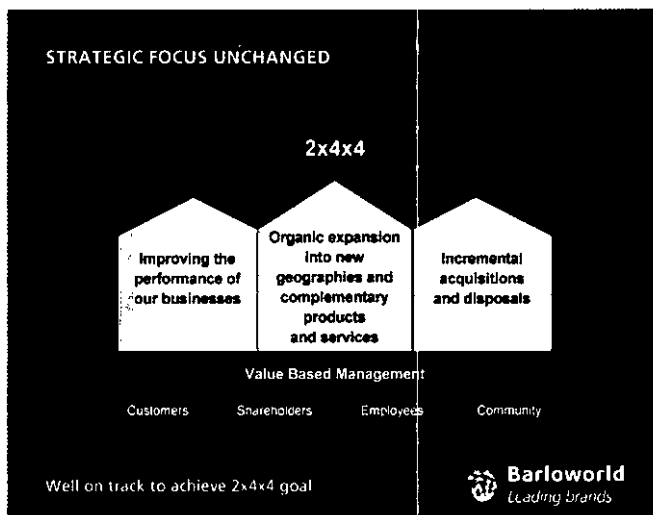 STRATEGIC FOCUS UNCHANGED
2x4x4
Improving the
performance of
our businesses
Organic expansion
into new
geographies and
complementary
products
and services
Incremental
acquisitions
and disposals
Value Based Management
Customers Shareholders Employees Community
Well on track to achieve 2x4x4 goal
Barloworld
Leading brands